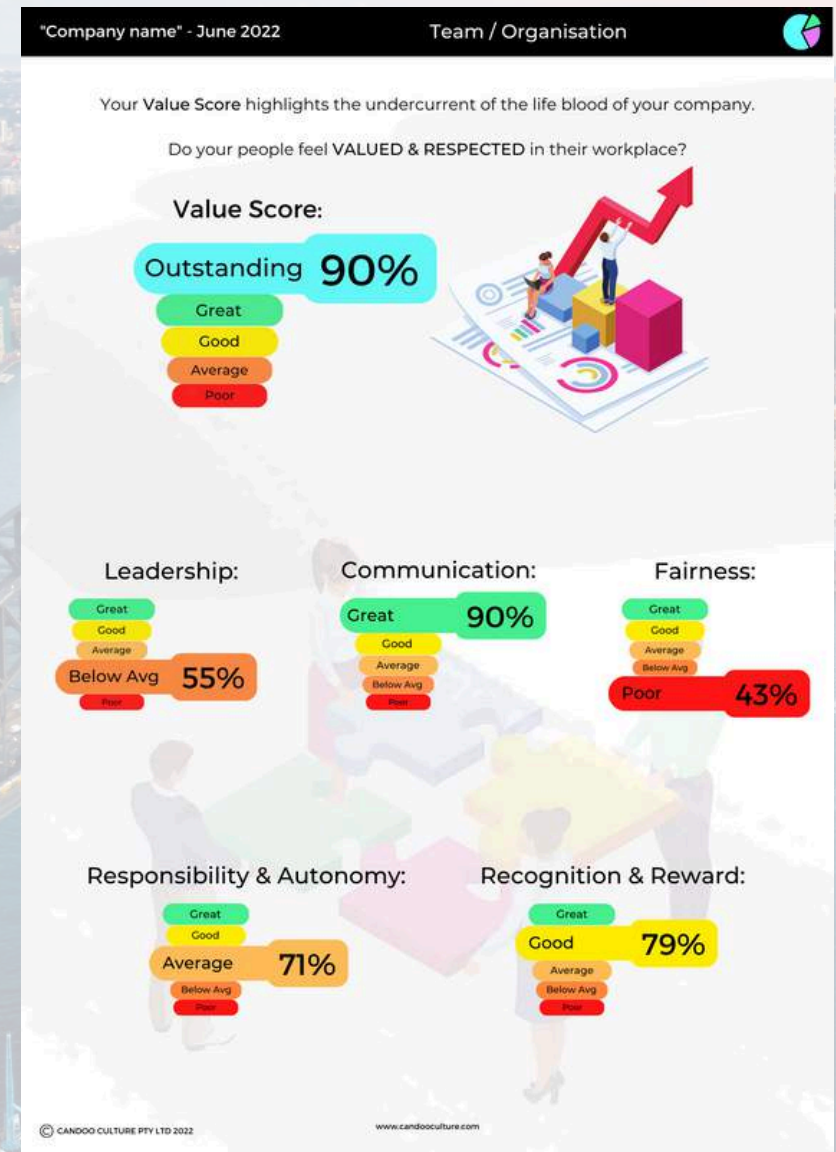 "Company name" - June 2022
Team / Organisation
Your Value Score highlights the undercurrent of the life blood of your company.
Do your people feel VALUED & RESPECTED in their workplace?
Value Score:
Outstanding 90%
Great
Good
Average
Poor
Leadership:
Great
Good
Average
Below Avg 55%
Poor
Communication:
Great 90%
Good
Average
Below Avg
Poor
Fairness:
Great
Good
Average
Below Avg
Poor 43%
Responsibility & Autonomy:
Great
Good
Average 71%
Below Avg
Poor
Recognition & Reward:
Great
Good 79%
Average
Below Avg
Poor
© CANDOO CULTURE PTY LTD 2022
www.candooculture.com